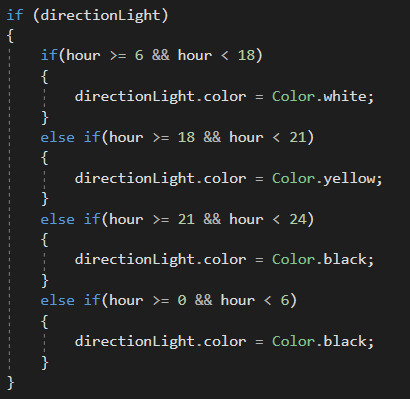 if (directionLight)
{
    if(hour >= 6 && hour < 18)
    {
        directionLight.color = Color.white;
    }
    else if(hour >= 18 && hour < 21)
    {
        directionLight.color = Color.yellow;
    }
    else if(hour >= 21 && hour < 24)
    {
        directionLight.color = Color.black;
    }
    else if(hour >= 0 && hour < 6)
    {
        directionLight.color = Color.black;
    }
}